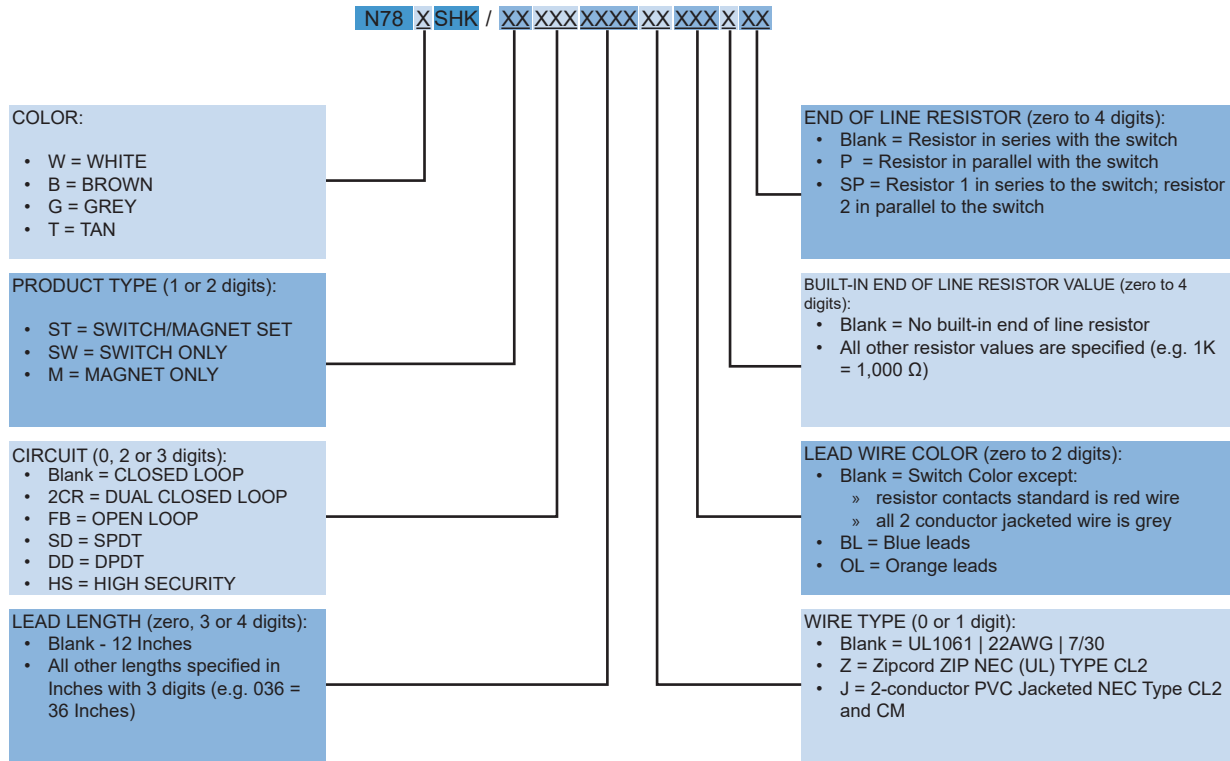 N78 X SHK / XX XXX XXXX XX XXX X XX
COLOR:
• W = WHITE
• B = BROWN
• G = GREY
• T = TAN
PRODUCT TYPE (1 or 2 digits):
• ST = SWITCH/MAGNET SET
• SW = SWITCH ONLY
• M = MAGNET ONLY
CIRCUIT (0, 2 or 3 digits):
• Blank = CLOSED LOOP
• 2CR = DUAL CLOSED LOOP
• FB = OPEN LOOP
• SD = SPDT
• DD = DPDT
• HS = HIGH SECURITY
LEAD LENGTH (zero, 3 or 4 digits):
• Blank - 12 Inches
• All other lengths specified in
Inches with 3 digits (e.g. 036 =
36 Inches)
END OF LINE RESISTOR (zero to 4 digits):
• Blank = Resistor in series with the switch
• P = Resistor in parallel with the switch
• SP = Resistor 1 in series to the switch; resistor
2 in parallel to the switch
BUILT-IN END OF LINE RESISTOR VALUE (zero to 4
digits):
• Blank = No built-in end of line resistor
• All other resistor values are specified (e.g. 1K
= 1,000 Ω)
LEAD WIRE COLOR (zero to 2 digits):
• Blank = Switch Color except:
» resistor contacts standard is red wire
» all 2 conductor jacketed wire is grey
• BL = Blue leads
• OL = Orange leads
WIRE TYPE (0 or 1 digit):
• Blank = UL1061 | 22AWG | 7/30
• Z = Zipcord ZIP NEC (UL) TYPE CL2
• J = 2-conductor PVC Jacketed NEC Type CL2
and CM